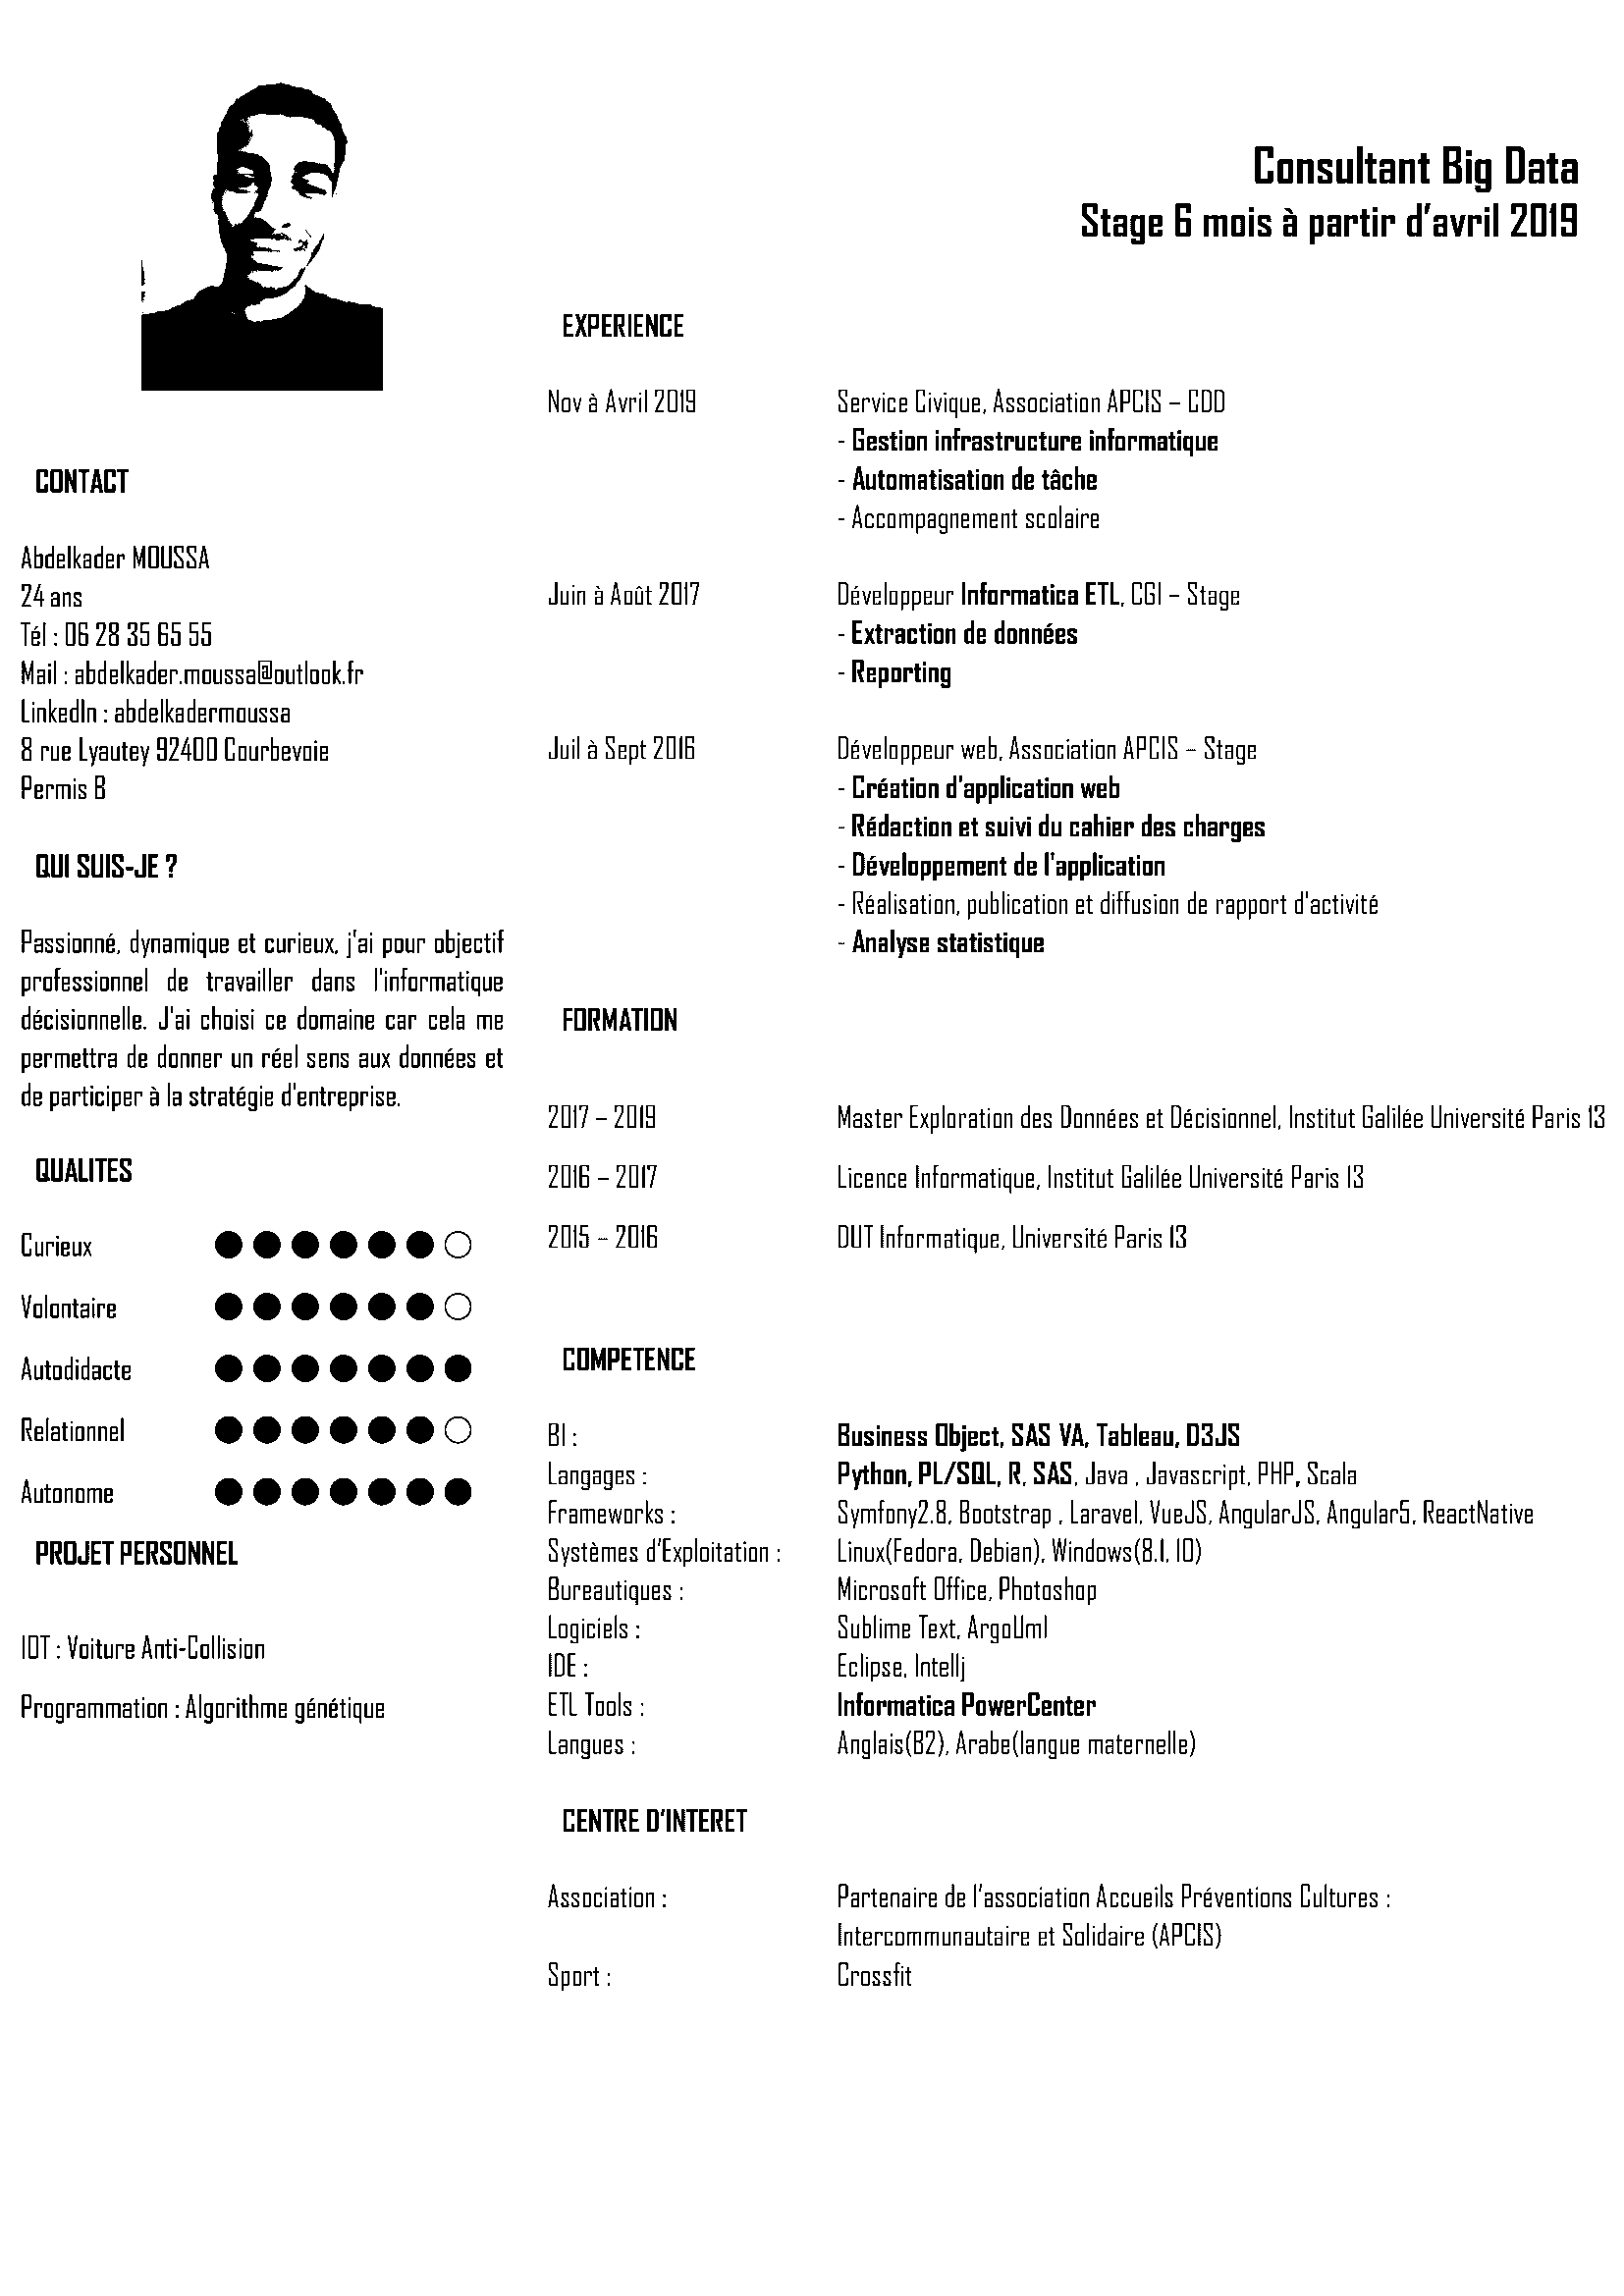 Consultant Big Data
Stage 6 mois à partir d'avril 2019
CONTACT
Abdelkader MOUSSA
24 ans
Tél : 06 28 35 65 55
Mail : abdelkader.moussa@outlook.fr
LinkedIn : abdelkadermoussa
8 rue Lyautey 92400 Courbevoie
Permis B
QUI SUIS-JE ?
Passionné, dynamique et curieux, j'ai pour objectif
professionnel de travailler dans l'informatique
décisionnelle. J'ai choisi ce domaine car cela me
permettra de donner un réel sens aux données et
de participer à la stratégie d'entreprise.
QUALITES
Curieux
Volontaire
Autodidacte
Relationnel
Autonome
PROJET PERSONNEL
IOT : Voiture Anti-Collision
Programmation : Algorithme génétique
EXPERIENCE
Nov à Avril 2019 Service Civique, Association APCIS – CDD
- Gestion infrastructure informatique
- Automatisation de tâche
- Accompagnement scolaire
Juin à Août 2017 Développeur Informatica ETL, CGI – Stage
- Extraction de données
- Reporting
Juil à Sept 2016 Développeur web, Association APCIS – Stage
- Création d'application web
- Rédaction et suivi du cahier des charges
- Développement de l'application
- Réalisation, publication et diffusion de rapport d'activité
- Analyse statistique
FORMATION
2017 – 2019 Master Exploration des Données et Décisionnel, Institut Galilée Université Paris 13
2016 – 2017 Licence Informatique, Institut Galilée Université Paris 13
2015 – 2016 DUT Informatique, Université Paris 13
COMPETENCE
BI : Business Object, SAS VA, Tableau, D3JS
Langages : Python, PL/SQL, R, SAS, Java , Javascript, PHP, Scala
Frameworks : Symfony2.8, Bootstrap , Laravel, VueJS, AngularJS, Angular5, ReactNative
Systèmes d'Exploitation : Linux(Fedora, Debian), Windows(8.1, 10)
Bureautiques : Microsoft Office, Photoshop
Logiciels : Sublime Text, ArgoUml
IDE : Eclipse, Intellj
ETL Tools : Informatica PowerCenter
Langues : Anglais(B2), Arabe(langue maternelle)
CENTRE D'INTERET
Association : Partenaire de l'association Accueils Préventions Cultures :
Intercommunautaire et Solidaire (APCIS)
Sport : Crossfit